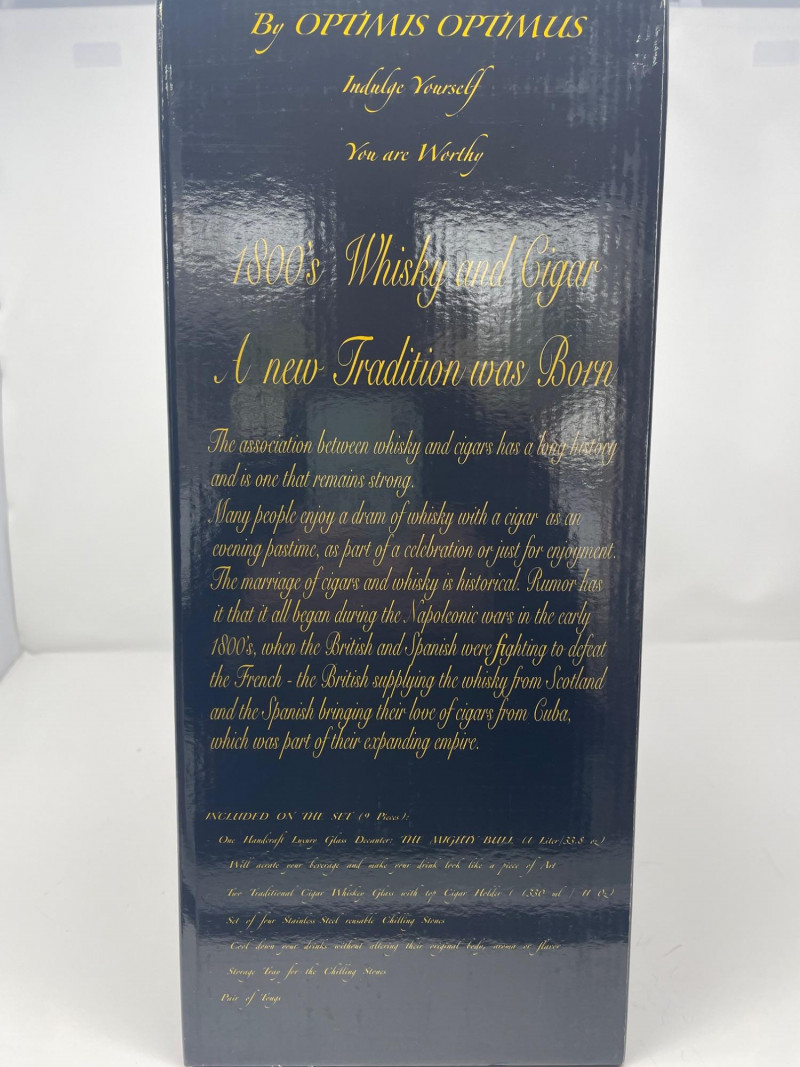 By OPTIMIS OPTIMUS
Indulge Yourself
You are Worthy
1800's Whisky and Cigar
A new Tradition was Born
The association between whisky and cigars has a long history
and is one that remains strong.
Many people enjoy a dram of whisky with a cigar as an
evening pastime, as part of a celebration or just for enjoyment.
The marriage of cigars and whisky is historical. Rumor has
it that it all began during the Napoleonic wars in the early
1800's, when the British and Spanish were fighting to defeat
the French - the British supplying the whisky from Scotland
and the Spanish bringing their love of cigars from Cuba,
which was part of their expanding empire.
INCLUDED ON THE SET (9 Pieces):
One Handcraft Luxury Glass Decanter: THE MIGHTY BULL (1 Liter/33.8 oz)
Will aerate your beverage and make your drink look like a piece of Art
Two Traditional Cigar Whiskey Glass with top Cigar Holder ( 1330 ml / 11 Oz)
Set of four Stainless-Steel reusable Chilling Stones
Cool down your drinks without altering their original body, aroma or flavor
Storage Tray for the Chilling Stones
Pair of Tongs